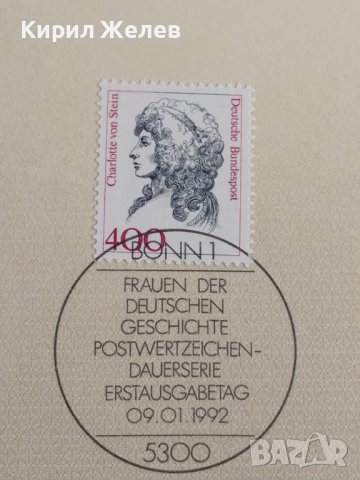 Кирил Желев
Charlotte von Stein
Deutsche Bundespost
400
BONN 1
FRAUEN DER
DEUTSCHEN
GESCHICHTE
POSTWERTZEICHEN-
DAUERSERIE
ERSTAUSGABETAG
09.01.1992
5300
BAZAR